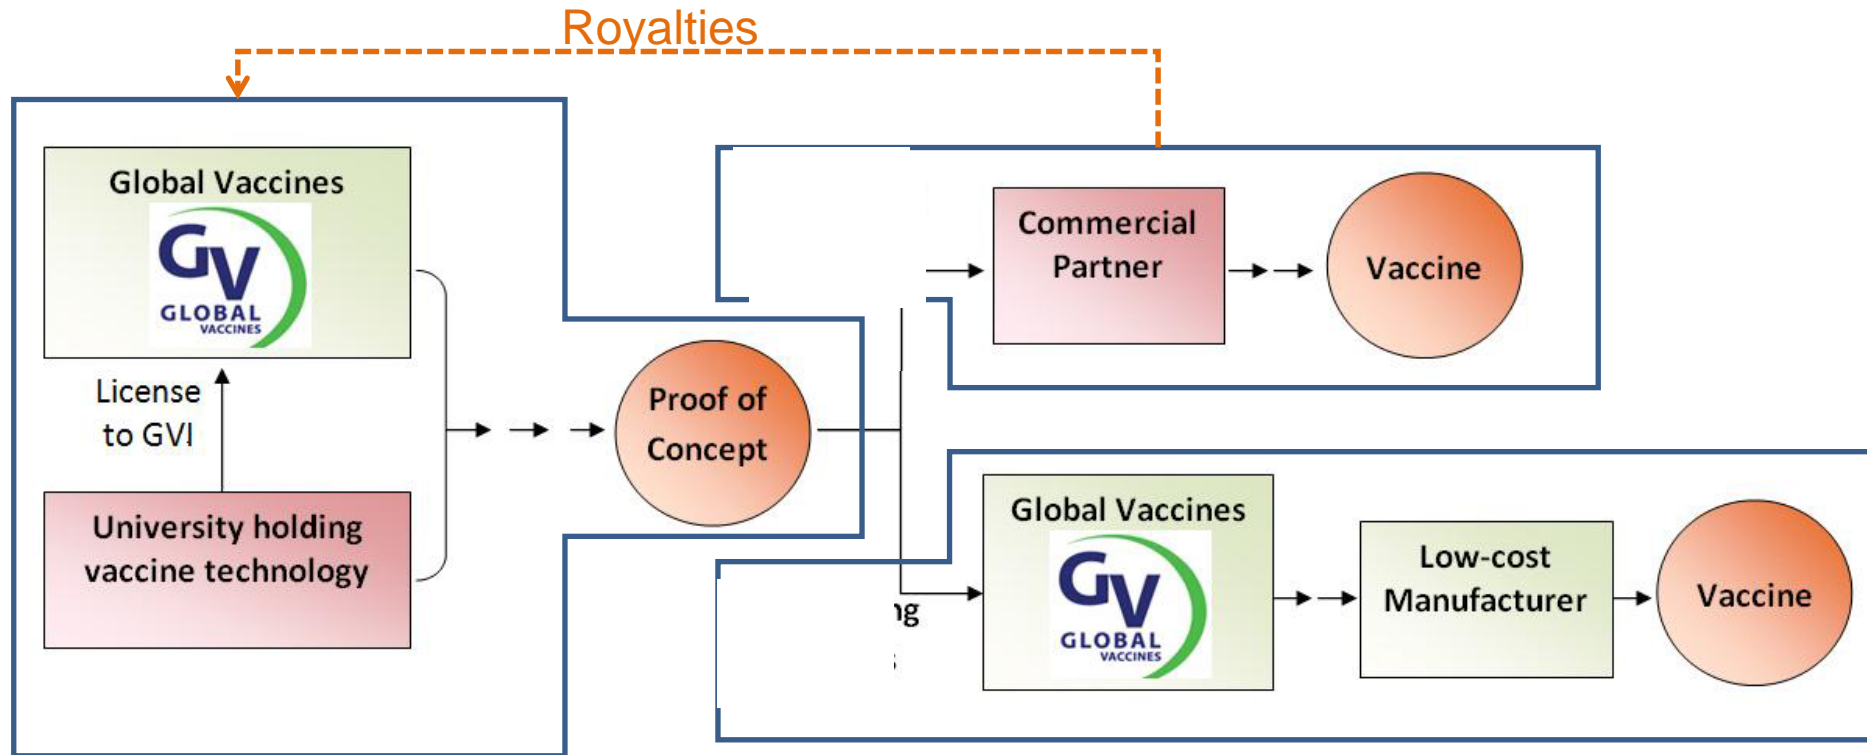 Royalties
Global Vaccines
GV
GLOBAL
VACCINES
License
to GVI
University holding
vaccine technology
Proof of
Concept
Commercial
Partner
Vaccine
Global Vaccines
GV
GLOBAL
VACCINES
Low-cost
Manufacturer
Vaccine